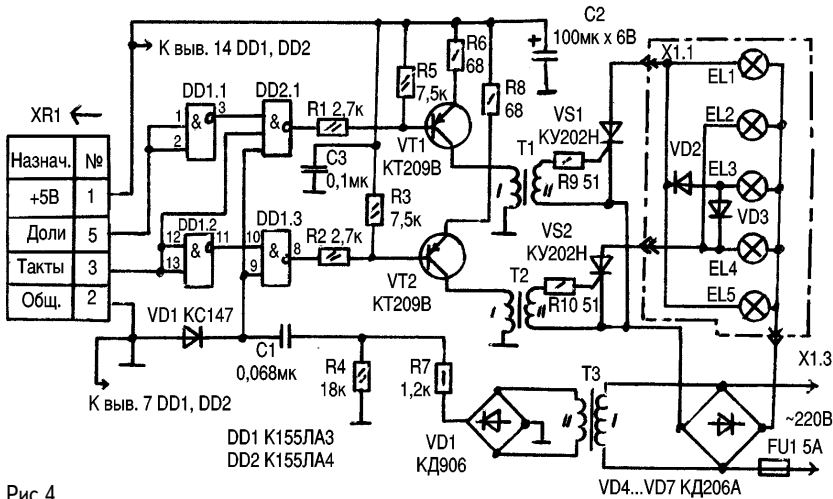 C2
100мк x 6В
К выв. 14 DD1, DD2
R6
68
R8
68
R5
7,5к
X1.1
EL1
EL2
EL3
EL4
EL5
VD2
VD3
XR1
Назнач. №
+5В 1
Доли 5
Такты 3
Общ. 2
DD1.1
1
2
3
&
DD2.1
&
R1 2,7к
VT1
КТ209В
C3
0,1мк
R3
7,5к
T1
I
II
VS1
КУ202Н
R9 51
DD1.2
12
13
11
&
DD1.3
10
9
8
&
R2 2,7к
VT2
КТ209В
T2
I
II
VS2
КУ202Н
R10 51
VD1 КС147
C1
0,068мк
R4
18к
R7
1,2к
К выв. 7 DD1, DD2
DD1 К155ЛА3
DD2 К155ЛА4
VD1
КД906
T3
II
I
X1.3
~220В
FU1 5А
VD4...VD7 КД206А
Рис 4